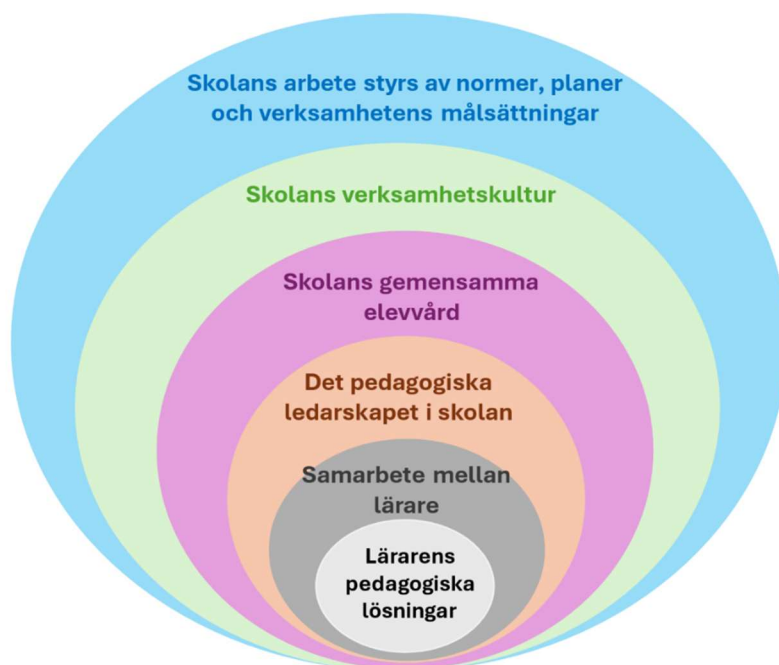 Skolans arbete styrs av normer, planer
och verksamhetens målsättningar
Skolans verksamhetskultur
Skolans gemensamma
elevvård
Det pedagogiska
ledarskapet i skolan
Samarbete mellan
lärare
Lärarens
pedagogiska
lösningar